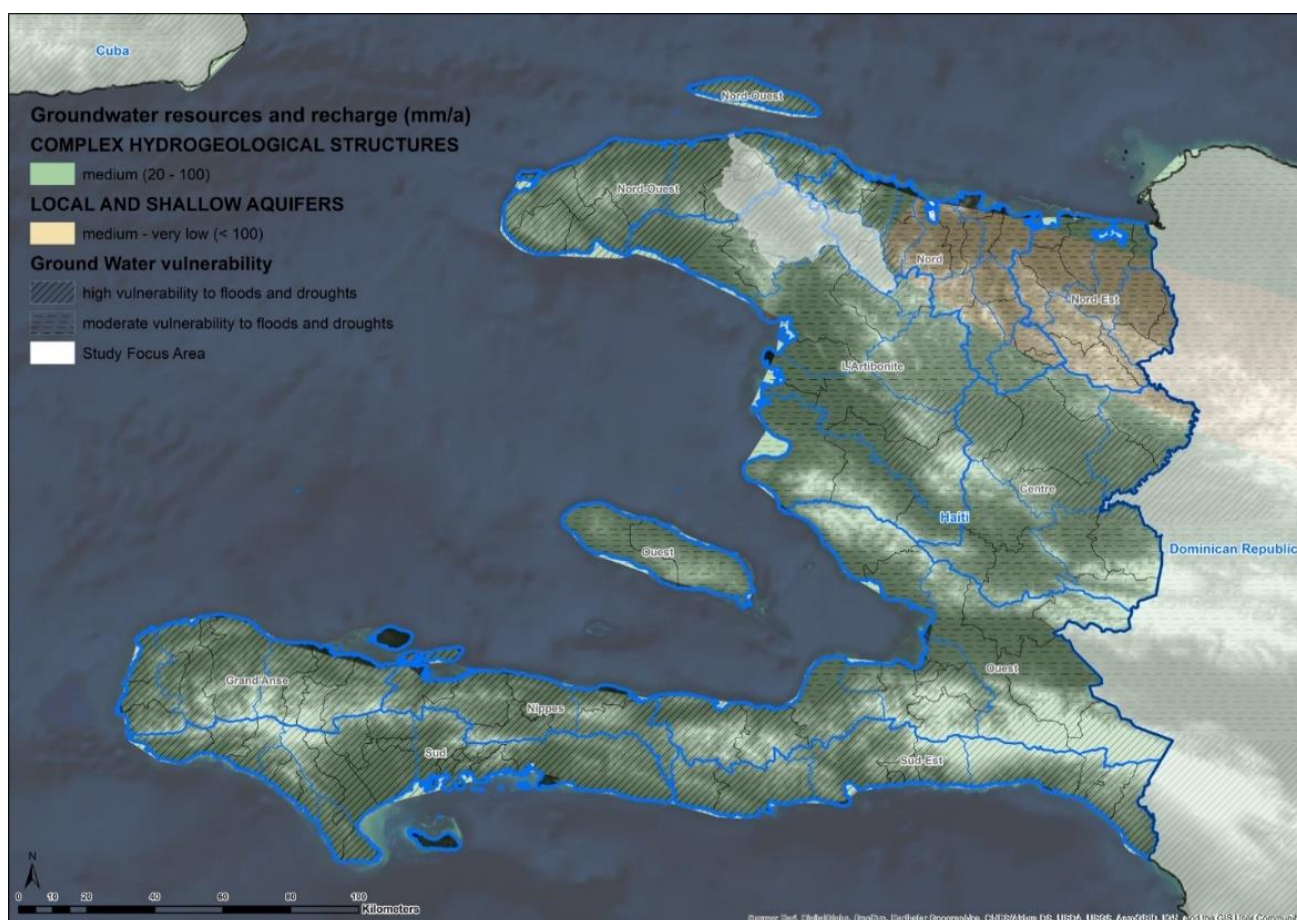 Cuba
Nord-Ouest
Groundwater resources and recharge (mm/a)
COMPLEX HYDROGEOLOGICAL STRUCTURES
medium (20 - 100)
LOCAL AND SHALLOW AQUIFERS
medium - very low (< 100)
Ground Water vulnerability
high vulnerability to floods and droughts
moderate vulnerability to floods and droughts
Study Focus Area
Nord-Ouest
Nord
Nord-Est
L'Artibonite
Centre
Haiti
Dominican Republic
Ouest
Ouest
Grand-Anse
Nippes
Sud
Sud-Est
N
0 10 20 40 60 80 100
Kilometers